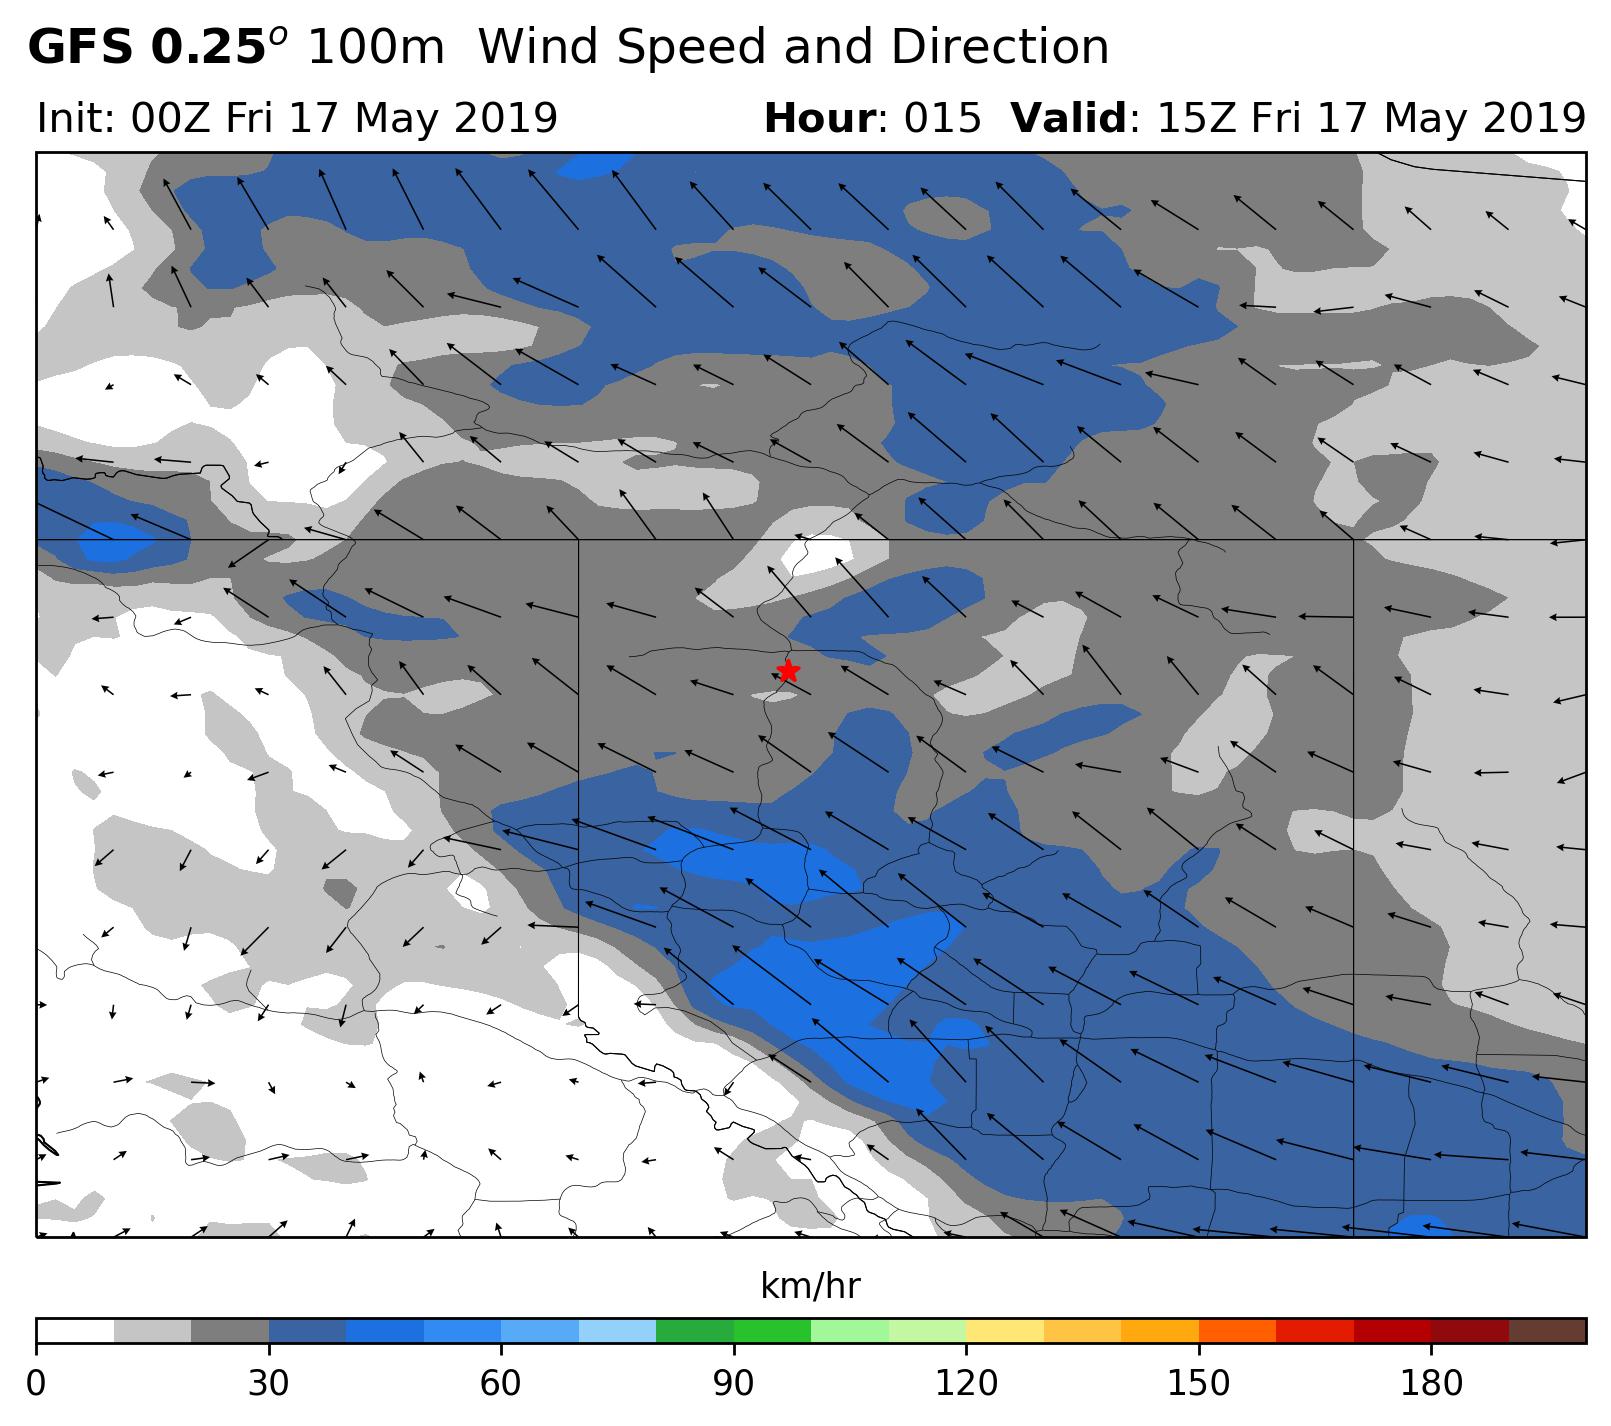 GFS 0.25° 100m Wind Speed and Direction
Init: 00Z Fri 17 May 2019 Hour: 015 Valid: 15Z Fri 17 May 2019
km/hr
0 30 60 90 120 150 180